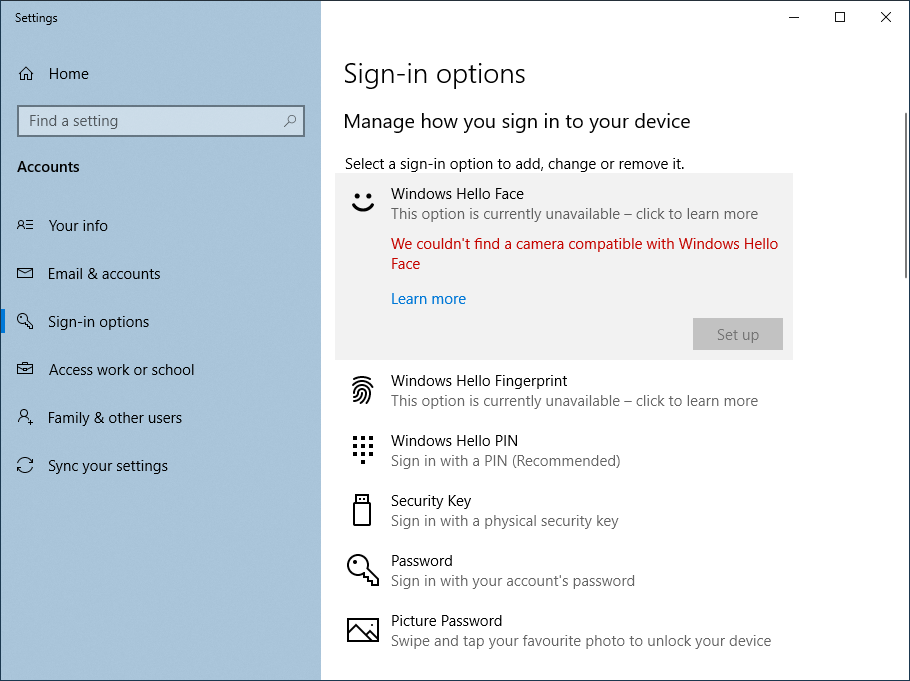 Settings
Home
Find a setting
Accounts
Your info
Email & accounts
Sign-in options
Access work or school
Family & other users
Sync your settings
Sign-in options
Manage how you sign in to your device
Select a sign-in option to add, change or remove it.
Windows Hello Face
This option is currently unavailable – click to learn more
We couldn't find a camera compatible with Windows Hello
Face
Learn more
Set up
Windows Hello Fingerprint
This option is currently unavailable – click to learn more
Windows Hello PIN
Sign in with a PIN (Recommended)
Security Key
Sign in with a physical security key
Password
Sign in with your account's password
Picture Password
Swipe and tap your favourite photo to unlock your device